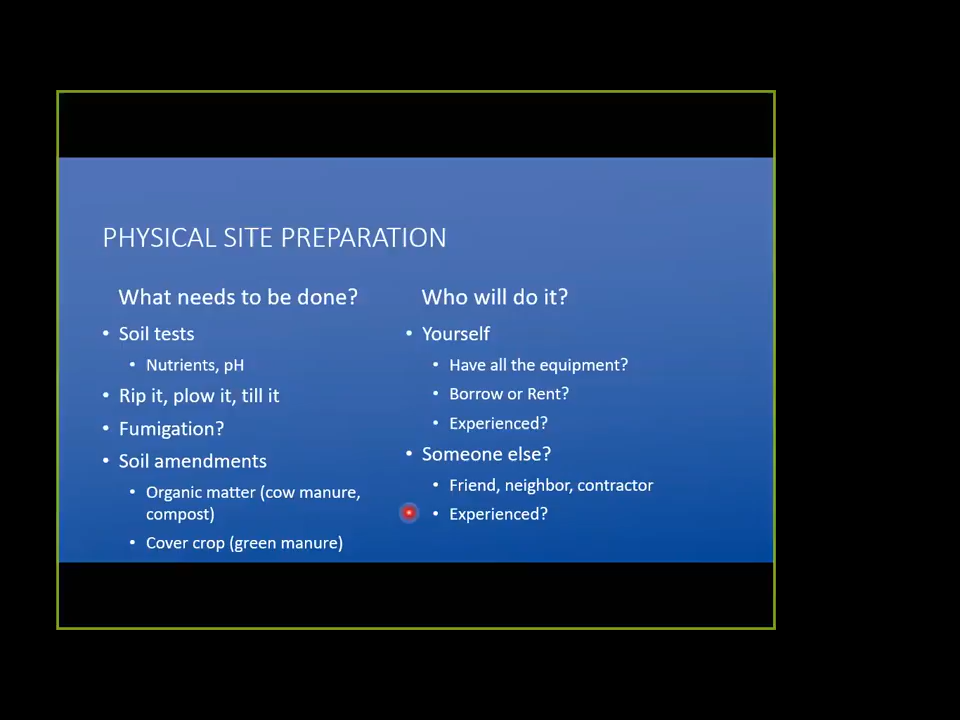 PHYSICAL SITE PREPARATION
What needs to be done?
• Soil tests
• Nutrients, pH
• Rip it, plow it, till it
• Fumigation?
• Soil amendments
• Organic matter (cow manure,
compost)
• Cover crop (green manure)
Who will do it?
• Yourself
• Have all the equipment?
• Borrow or Rent?
• Experienced?
• Someone else?
• Friend, neighbor, contractor
• Experienced?